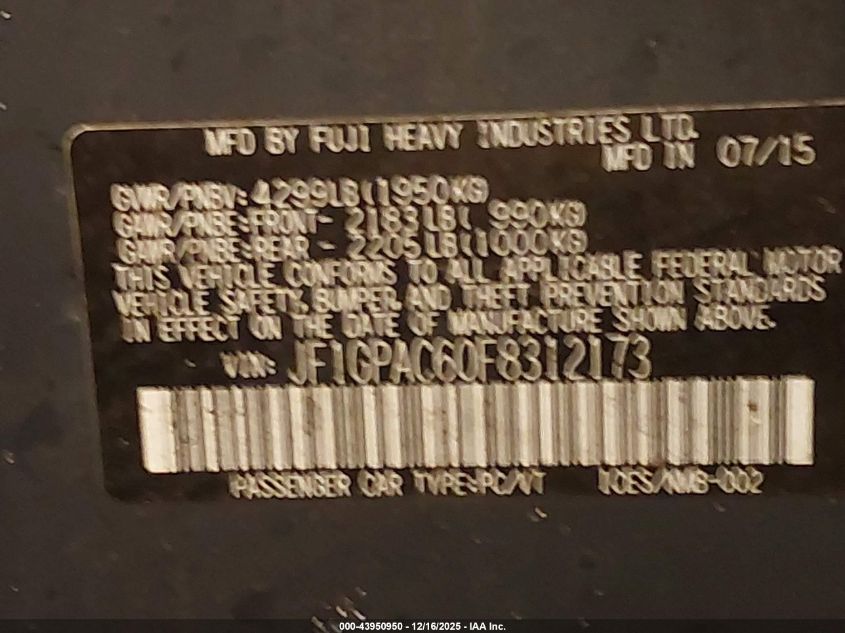 MFD BY FUJI HEAVY INDUSTRIES LTD.
MFD IN 07/15
GVWR/PNBV:4299LB(1950KG)
GAWR/PNBE:FRONT- 2183LB( 990KG)
GAWR/PNBE:REAR - 2205LB(1000KG)
THIS VEHICLE CONFORMS TO ALL APPLICABLE FEDERAL MOTOR
VEHICLE SAFETY, BUMPER, AND THEFT PREVENTION STANDARDS
IN EFFECT ON THE DATE OF MANUFACTURE SHOWN ABOVE.
VIN: JF1GPAC60F8312173
PASSENGER CAR TYPE:PC/VT ICES/NMB-002
000-43950950 - 12/16/2025 - IAA Inc.